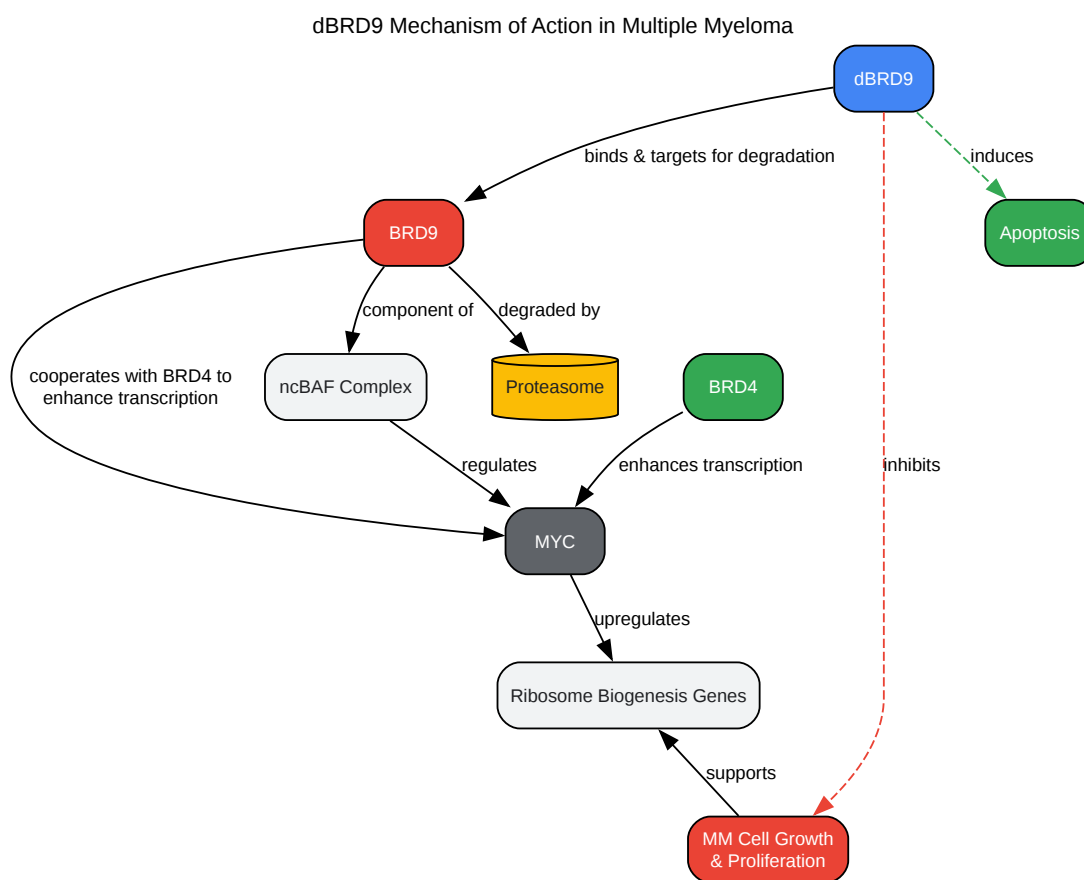 dBRD9 Mechanism of Action in Multiple Myeloma
dBRD9
binds & targets for degradation
induces
BRD9
Apoptosis
component of
degraded by
cooperates with BRD4 to
enhance transcription
ncBAF Complex
Proteasome
BRD4
regulates
enhances transcription
inhibits
MYC
upregulates
Ribosome Biogenesis Genes
supports
MM Cell Growth
& Proliferation